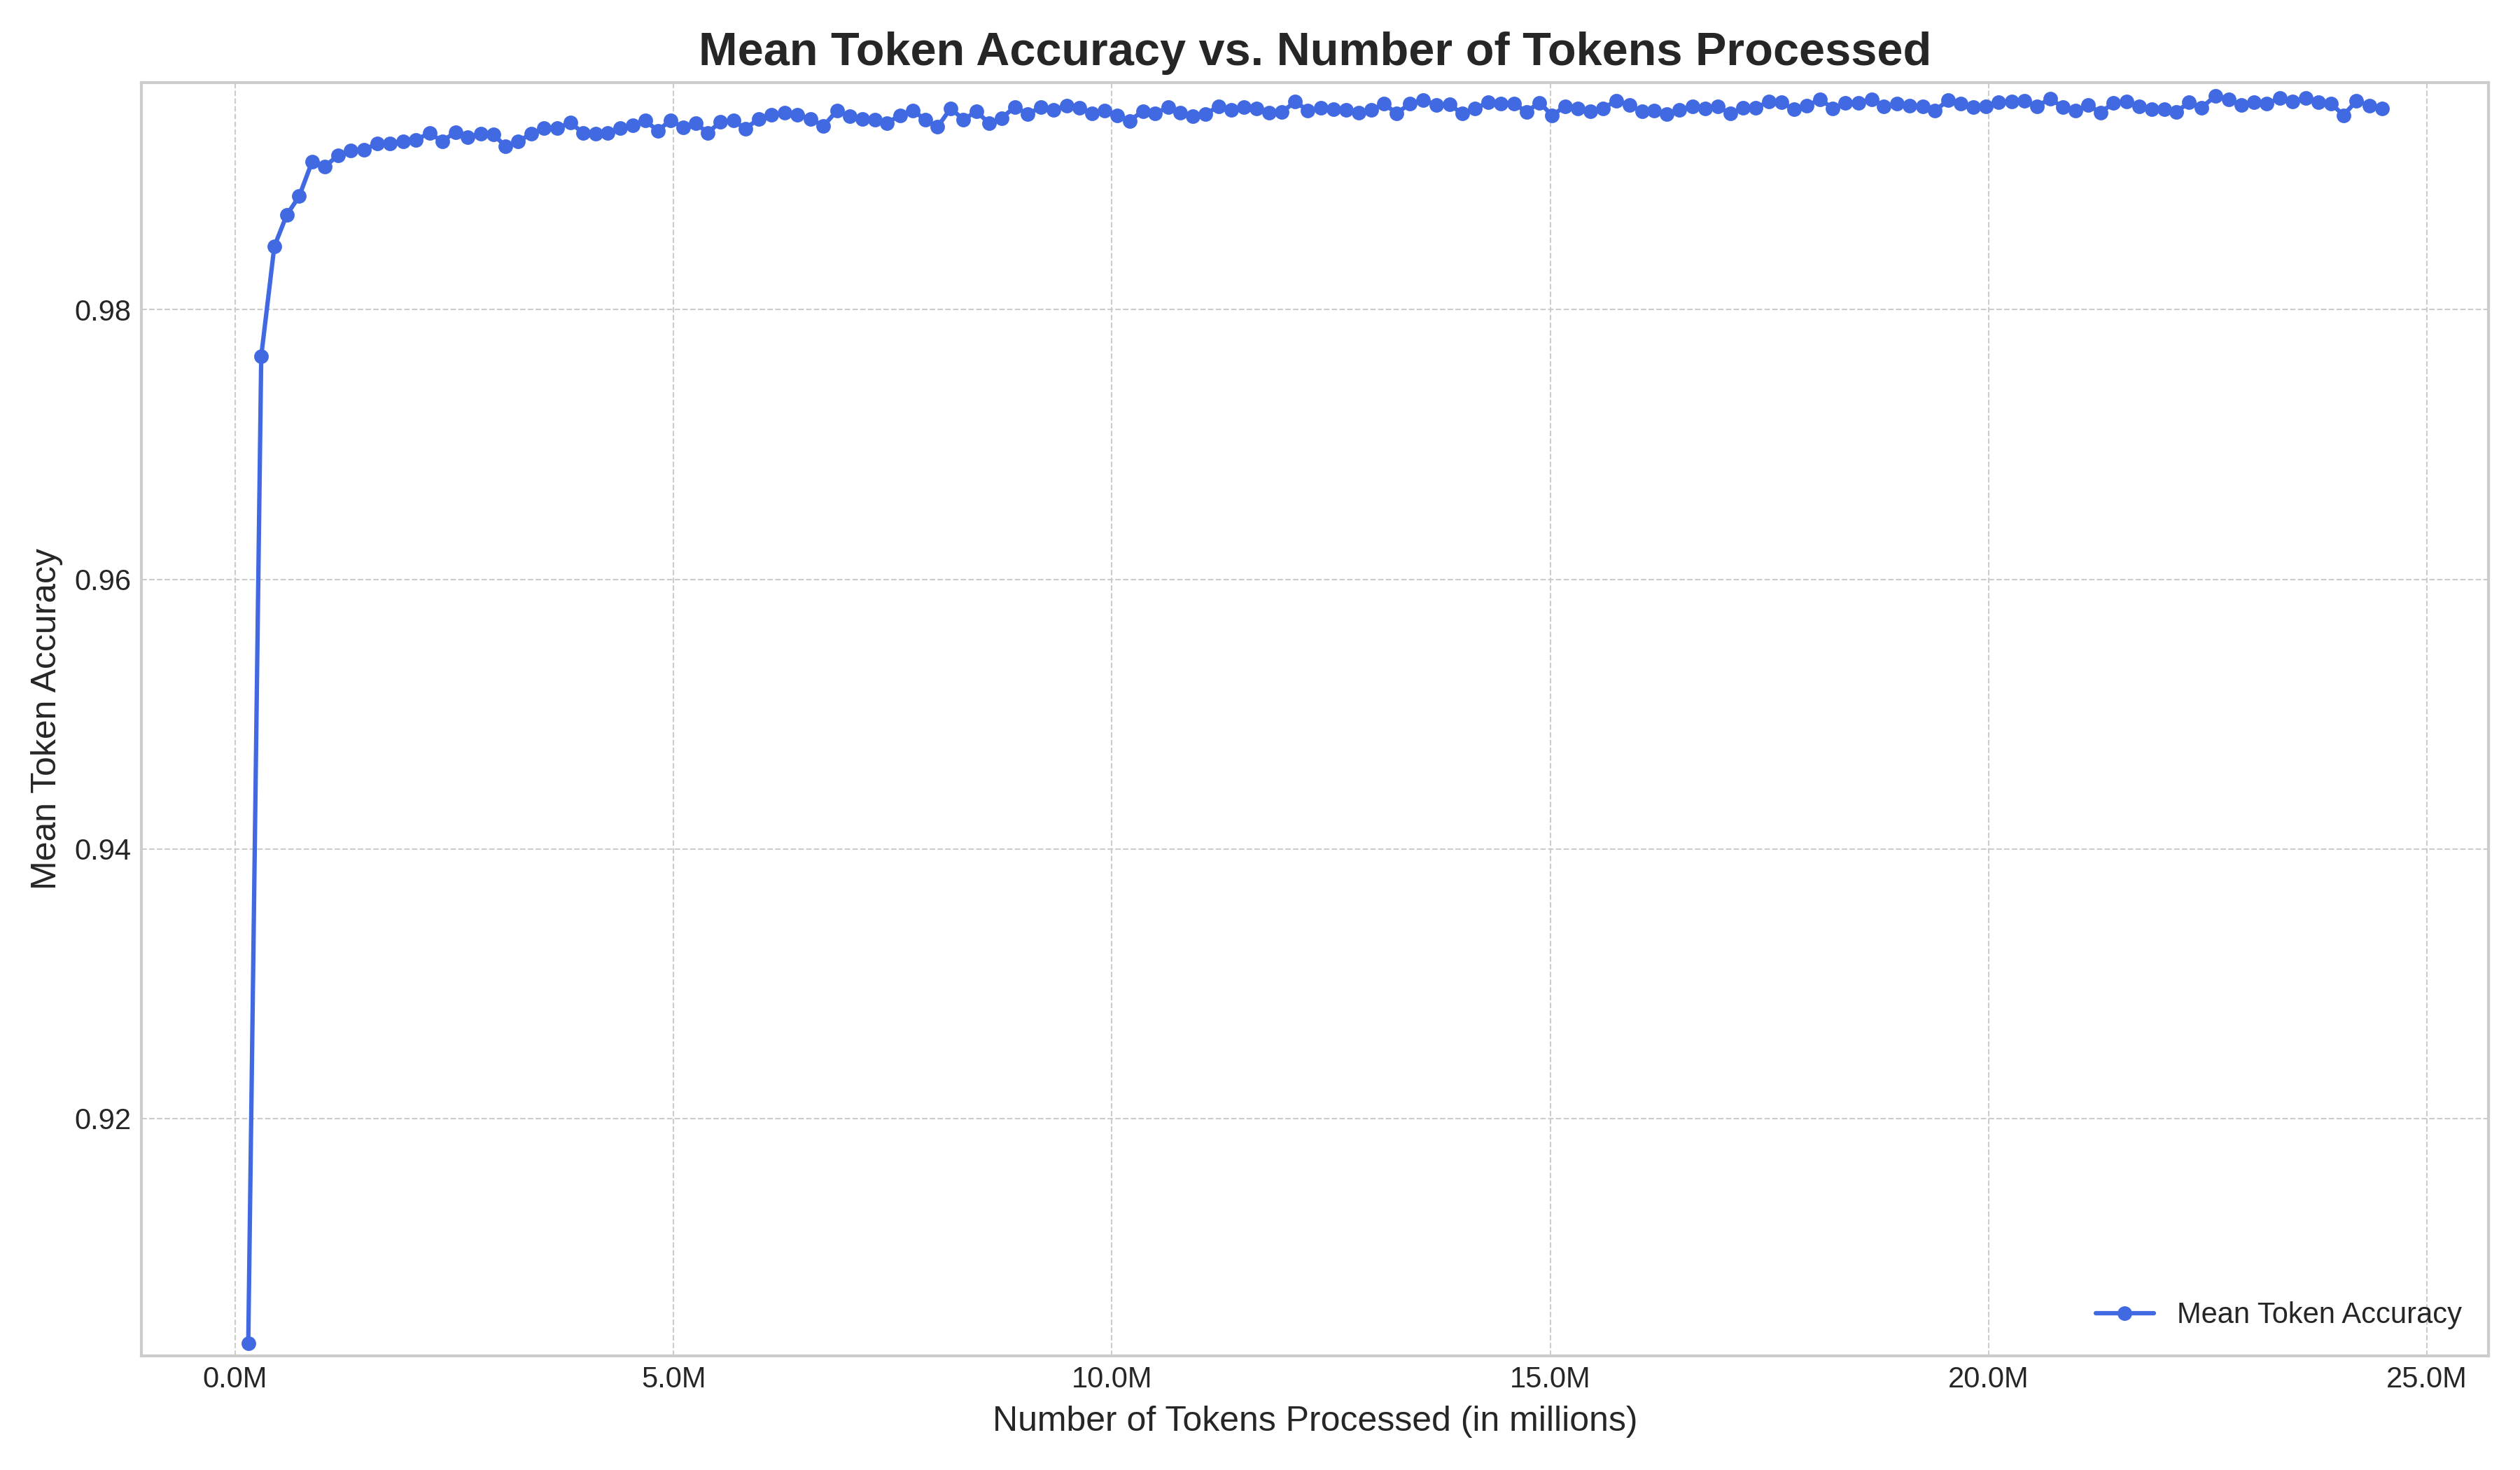 Mean Token Accuracy vs. Number of Tokens Processed
Mean Token Accuracy
0.98
0.96
0.94
0.92
Mean Token Accuracy
0.0M 5.0M 10.0M 15.0M 20.0M 25.0M
Number of Tokens Processed (in millions)